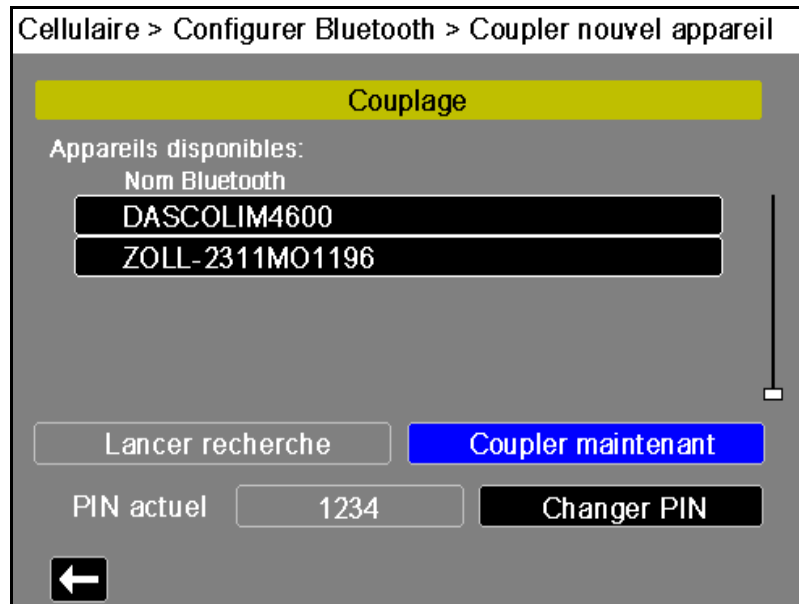 Cellulaire > Configurer Bluetooth > Coupler nouvel appareil
Couplage
Appareils disponibles:
Nom Bluetooth
DASCOLIM4600
ZOLL-2311MO1196
Lancer recherche
Coupler maintenant
PIN actuel 1234 Changer PIN